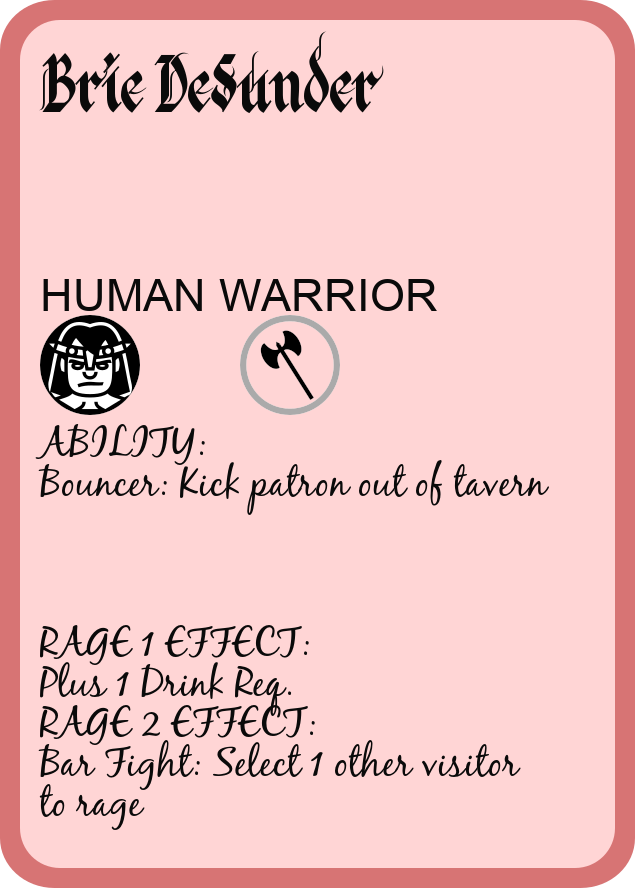 Brie DeSunder
HUMAN WARRIOR
ABILITY:
Bouncer: Kick patron out of tavern
RAGE 1 EFFECT:
Plus 1 Drink Req.
RAGE 2 EFFECT:
Bar Fight: Select 1 other visitor
to rage